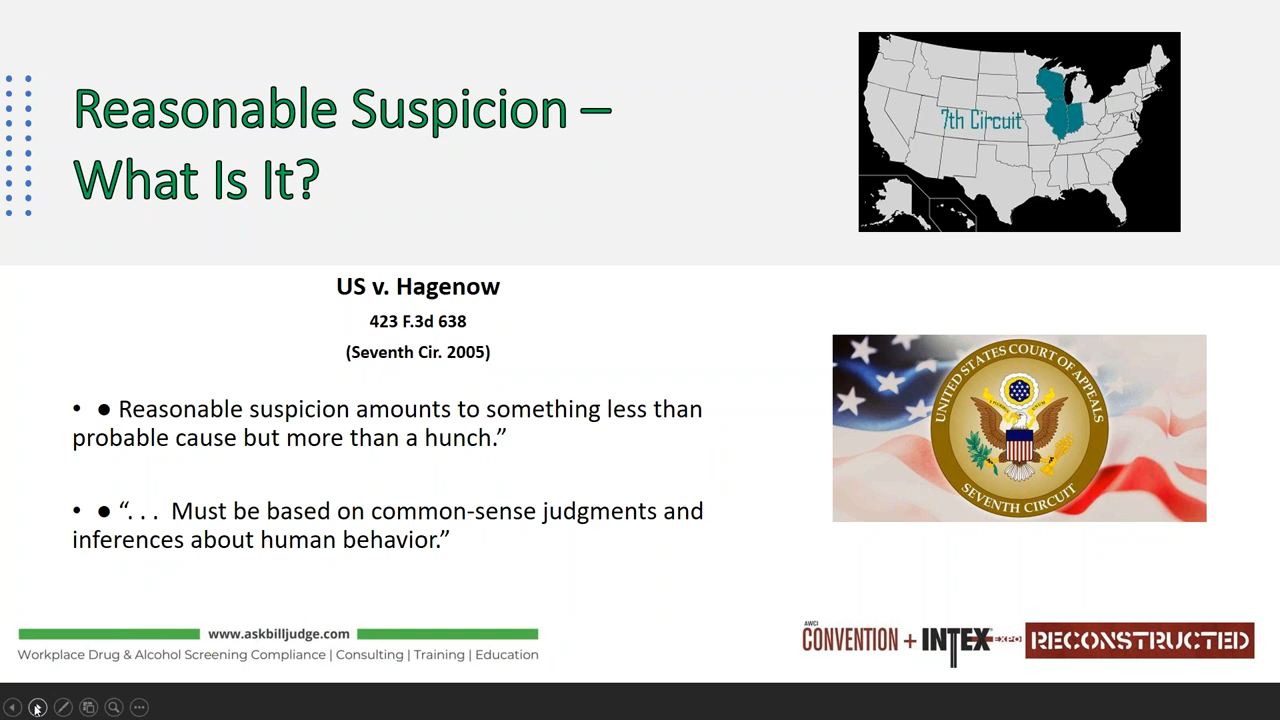 Reasonable Suspicion –
What Is It?
7th Circuit
US v. Hagenow
423 F.3d 638
(Seventh Cir. 2005)
• ● Reasonable suspicion amounts to something less than
probable cause but more than a hunch.”
• ● “. . . Must be based on common-sense judgments and
inferences about human behavior.”
UNITED STATES COURT OF APPEALS
SEVENTH CIRCUIT
www.askbilljudge.com
Workplace Drug & Alcohol Screening Compliance | Consulting | Training | Education
AWCI
CONVENTION + INTEX® EXPO RECONSTRUCTED